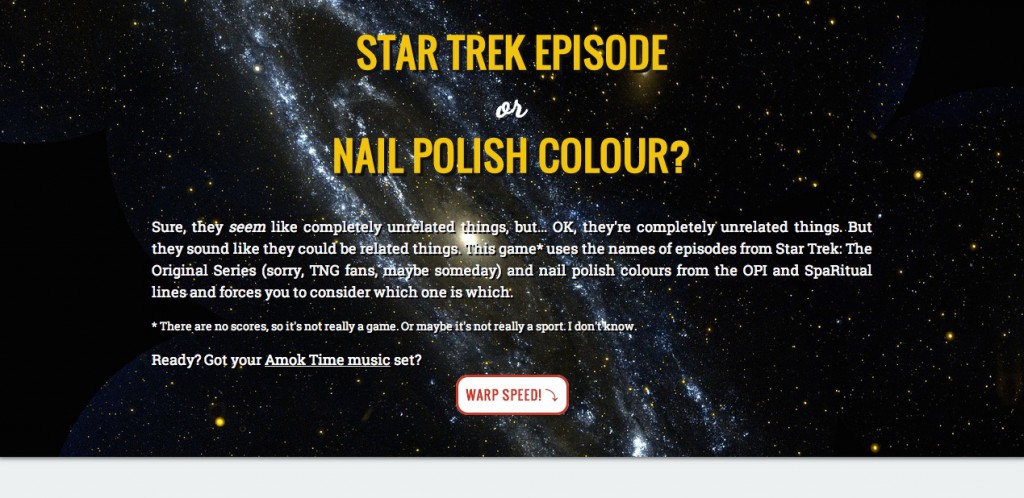 STAR TREK EPISODE
or
NAIL POLISH COLOUR?
Sure, they seem like completely unrelated things, but... OK, they're completely unrelated things. But
they sound like they could be related things. This game* uses the names of episodes from Star Trek: The
Original Series (sorry, TNG fans, maybe someday) and nail polish colours from the OPI and SpaRitual
lines and forces you to consider which one is which.
* There are no scores, so it's not really a game. Or maybe it's not really a sport. I don't know.
Ready? Got your Amok Time music set?
WARP SPEED!